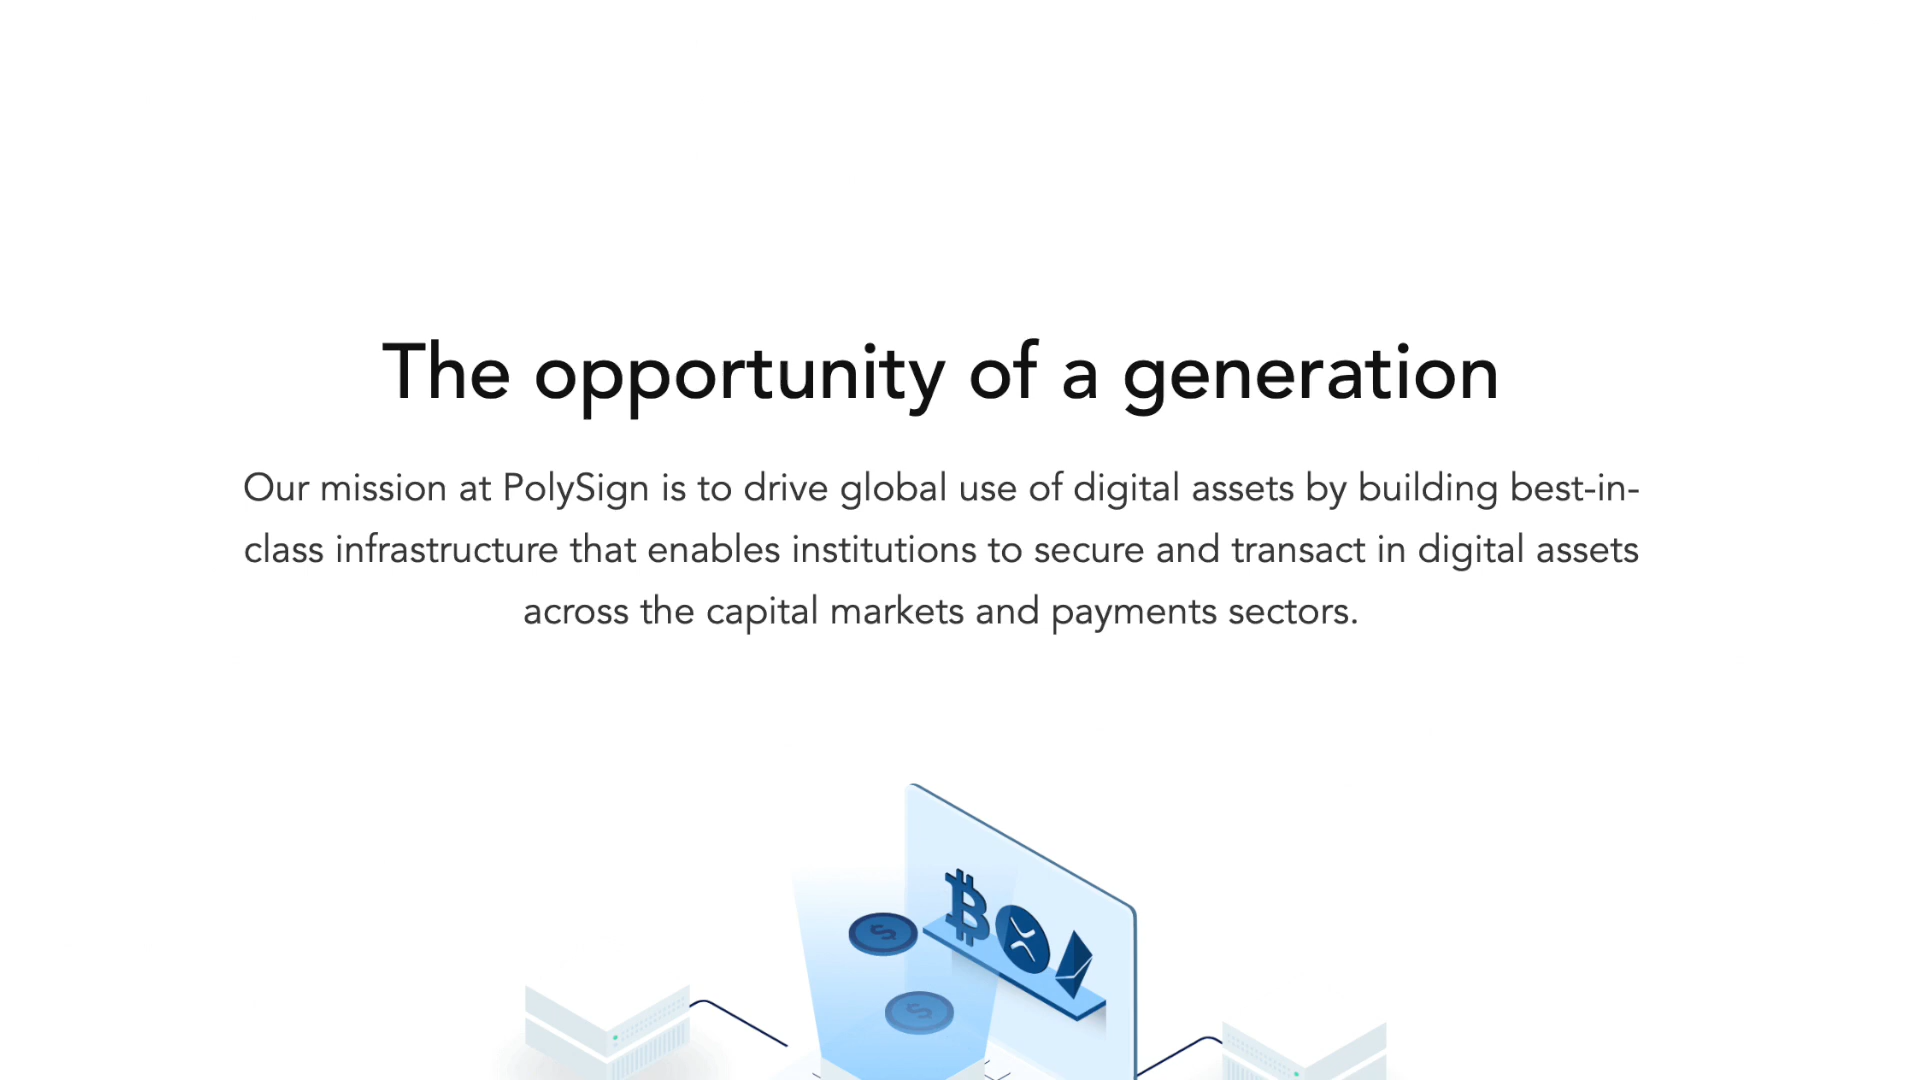 The opportunity of a generation
Our mission at PolySign is to drive global use of digital assets by building best-in-
class infrastructure that enables institutions to secure and transact in digital assets
across the capital markets and payments sectors.